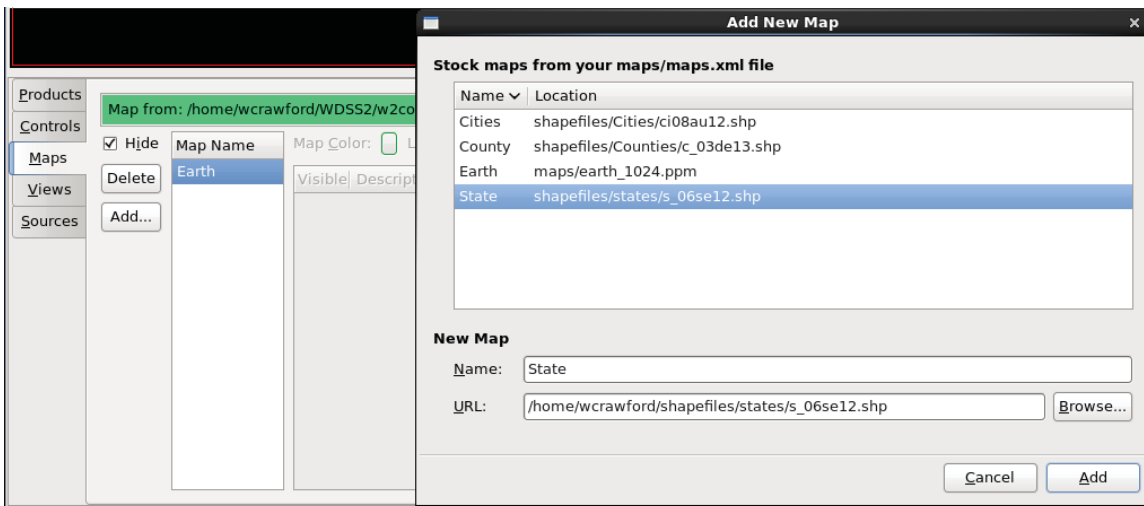 Add New Map
Products
Controls
Maps
Views
Sources
Map from: /home/wcrawford/WDSS2/w2co
Hide
Delete
Add...
Map Name
Earth
Map Color:
Visible Descript
Stock maps from your maps/maps.xml file
Name Location
Cities shapefiles/Cities/ci08au12.shp
County shapefiles/Counties/c_03de13.shp
Earth maps/earth_1024.ppm
State shapefiles/states/s_06se12.shp
New Map
Name: State
URL: /home/wcrawford/shapefiles/states/s_06se12.shp Browse...
Cancel Add